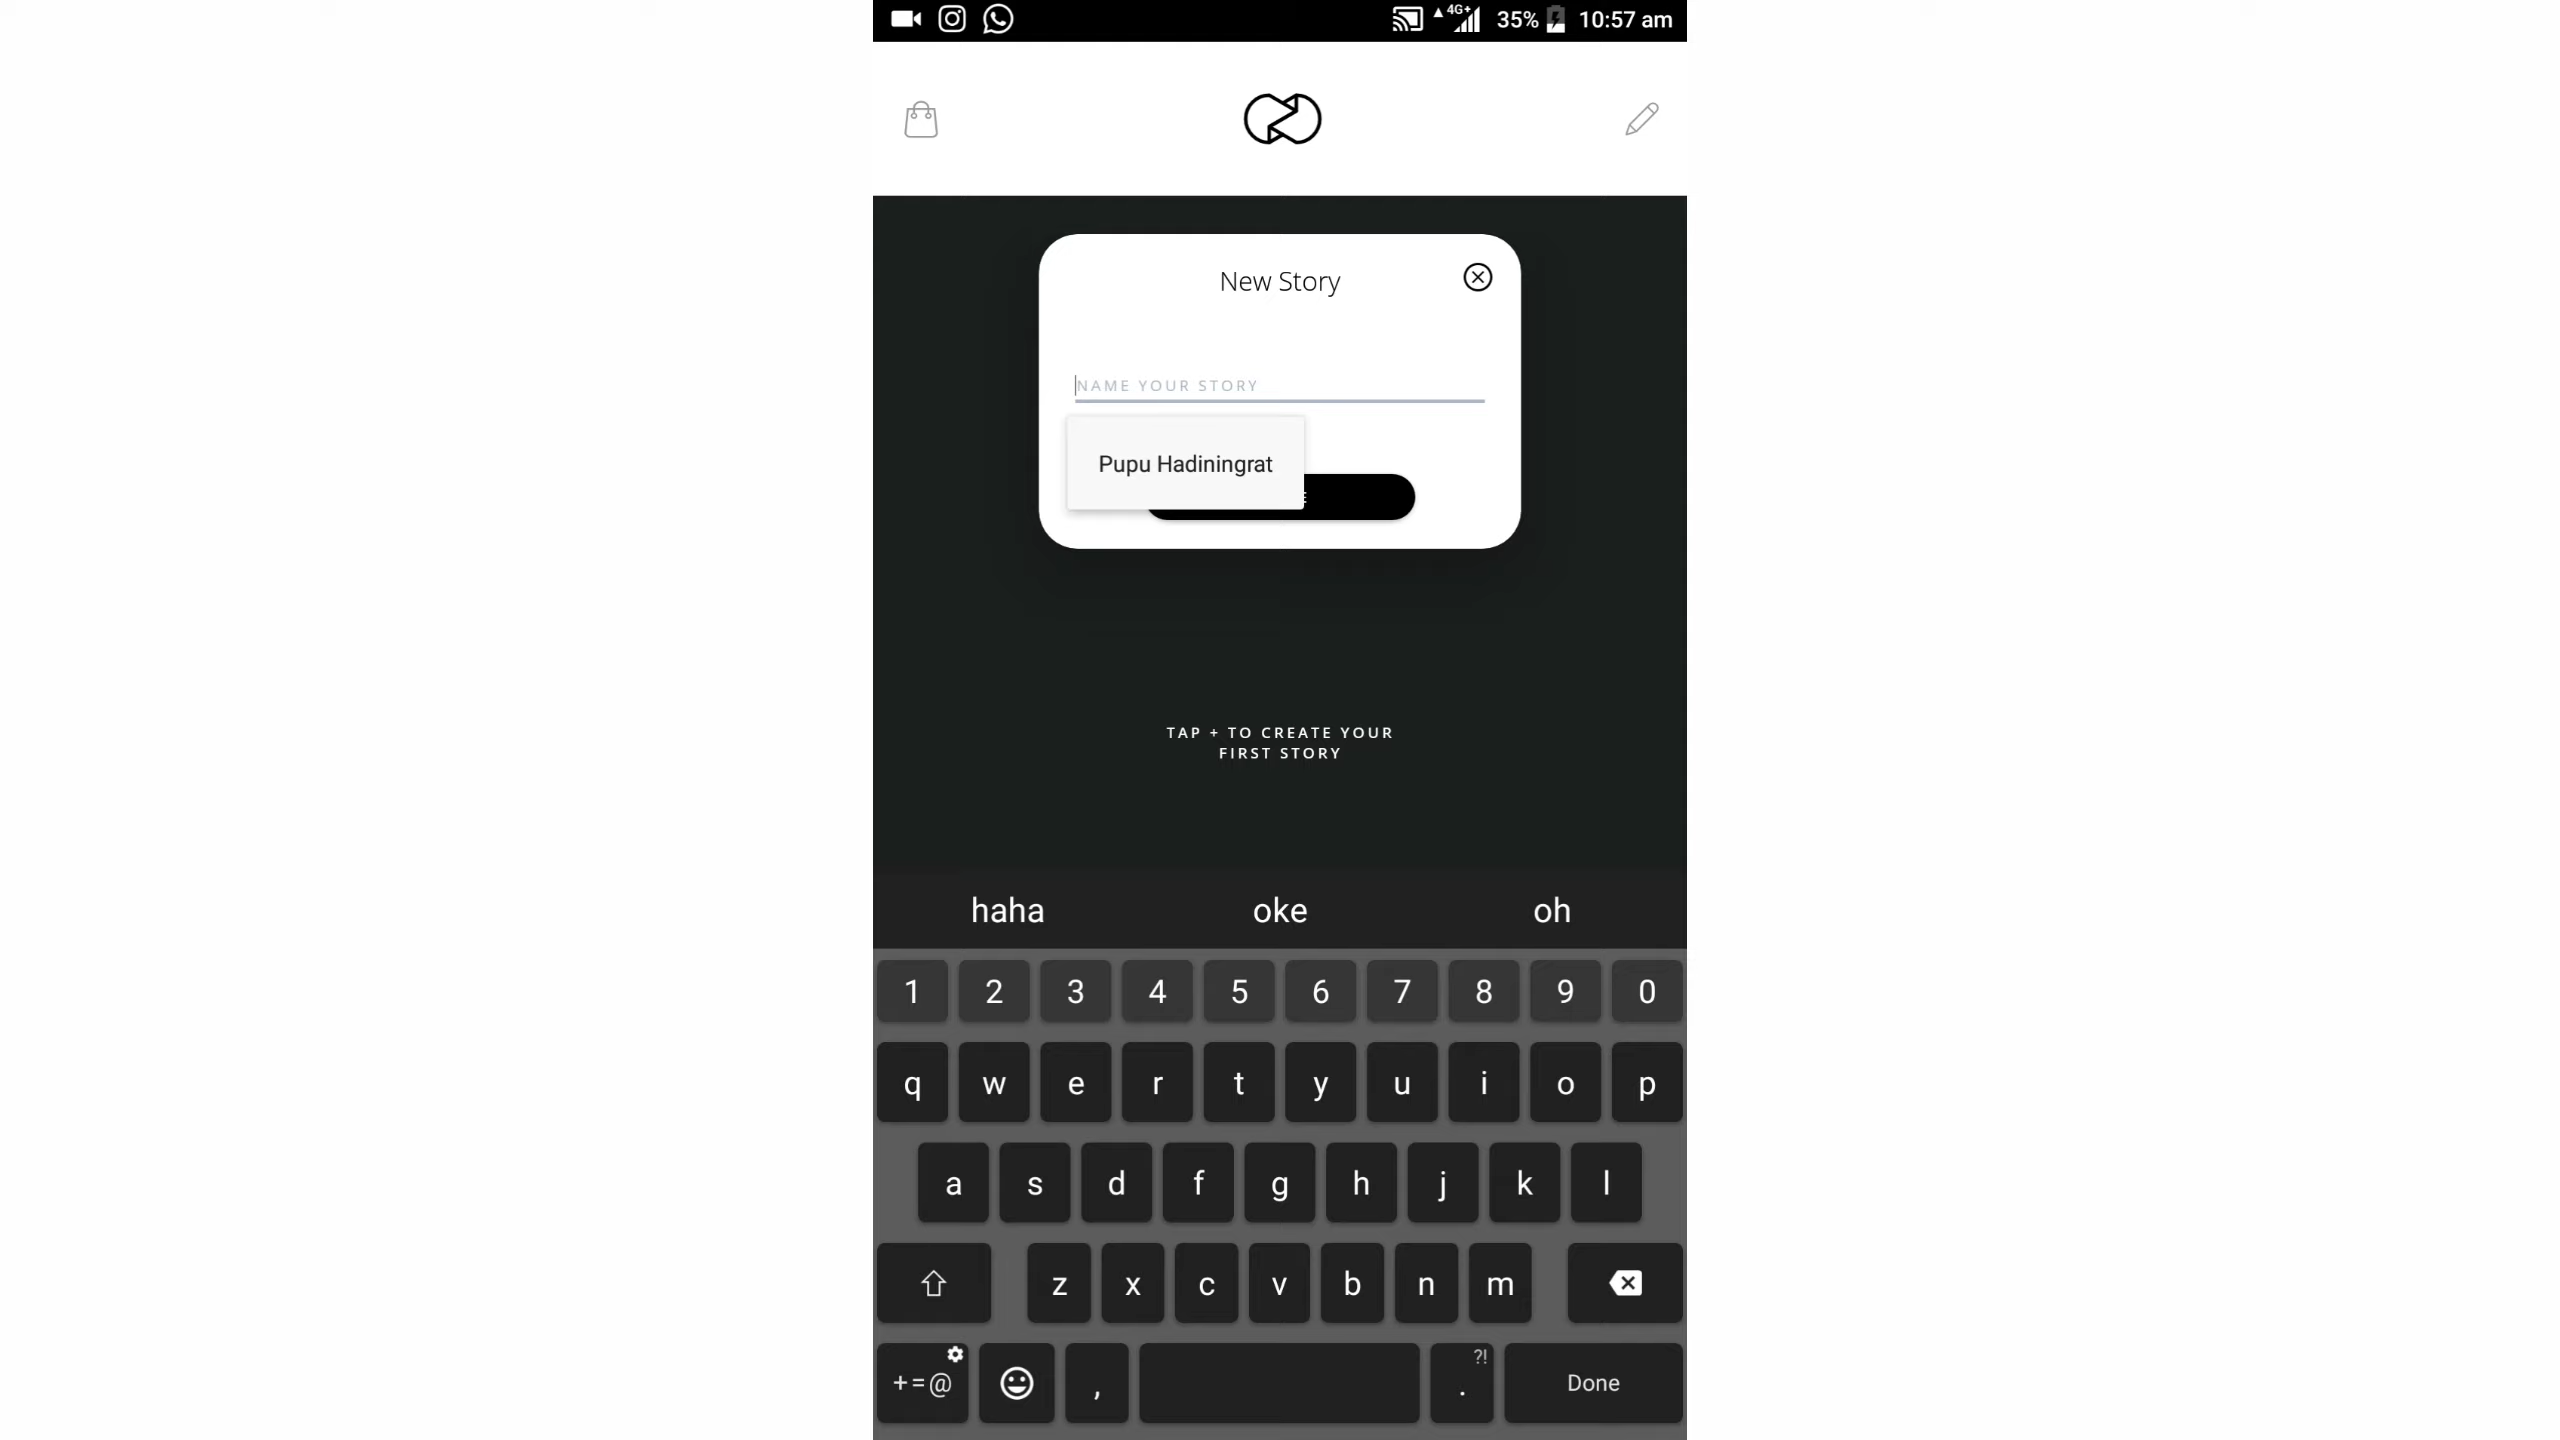 4G+ 35% 10:57 am
New Story
NAME YOUR STORY
Pupu Hadiningrat
TAP + TO CREATE YOUR
FIRST STORY
haha oke oh
1 2 3 4 5 6 7 8 9 0
q w e r t y u i o p
a s d f g h j k l
z x c v b n m
+=@ , . ?! Done